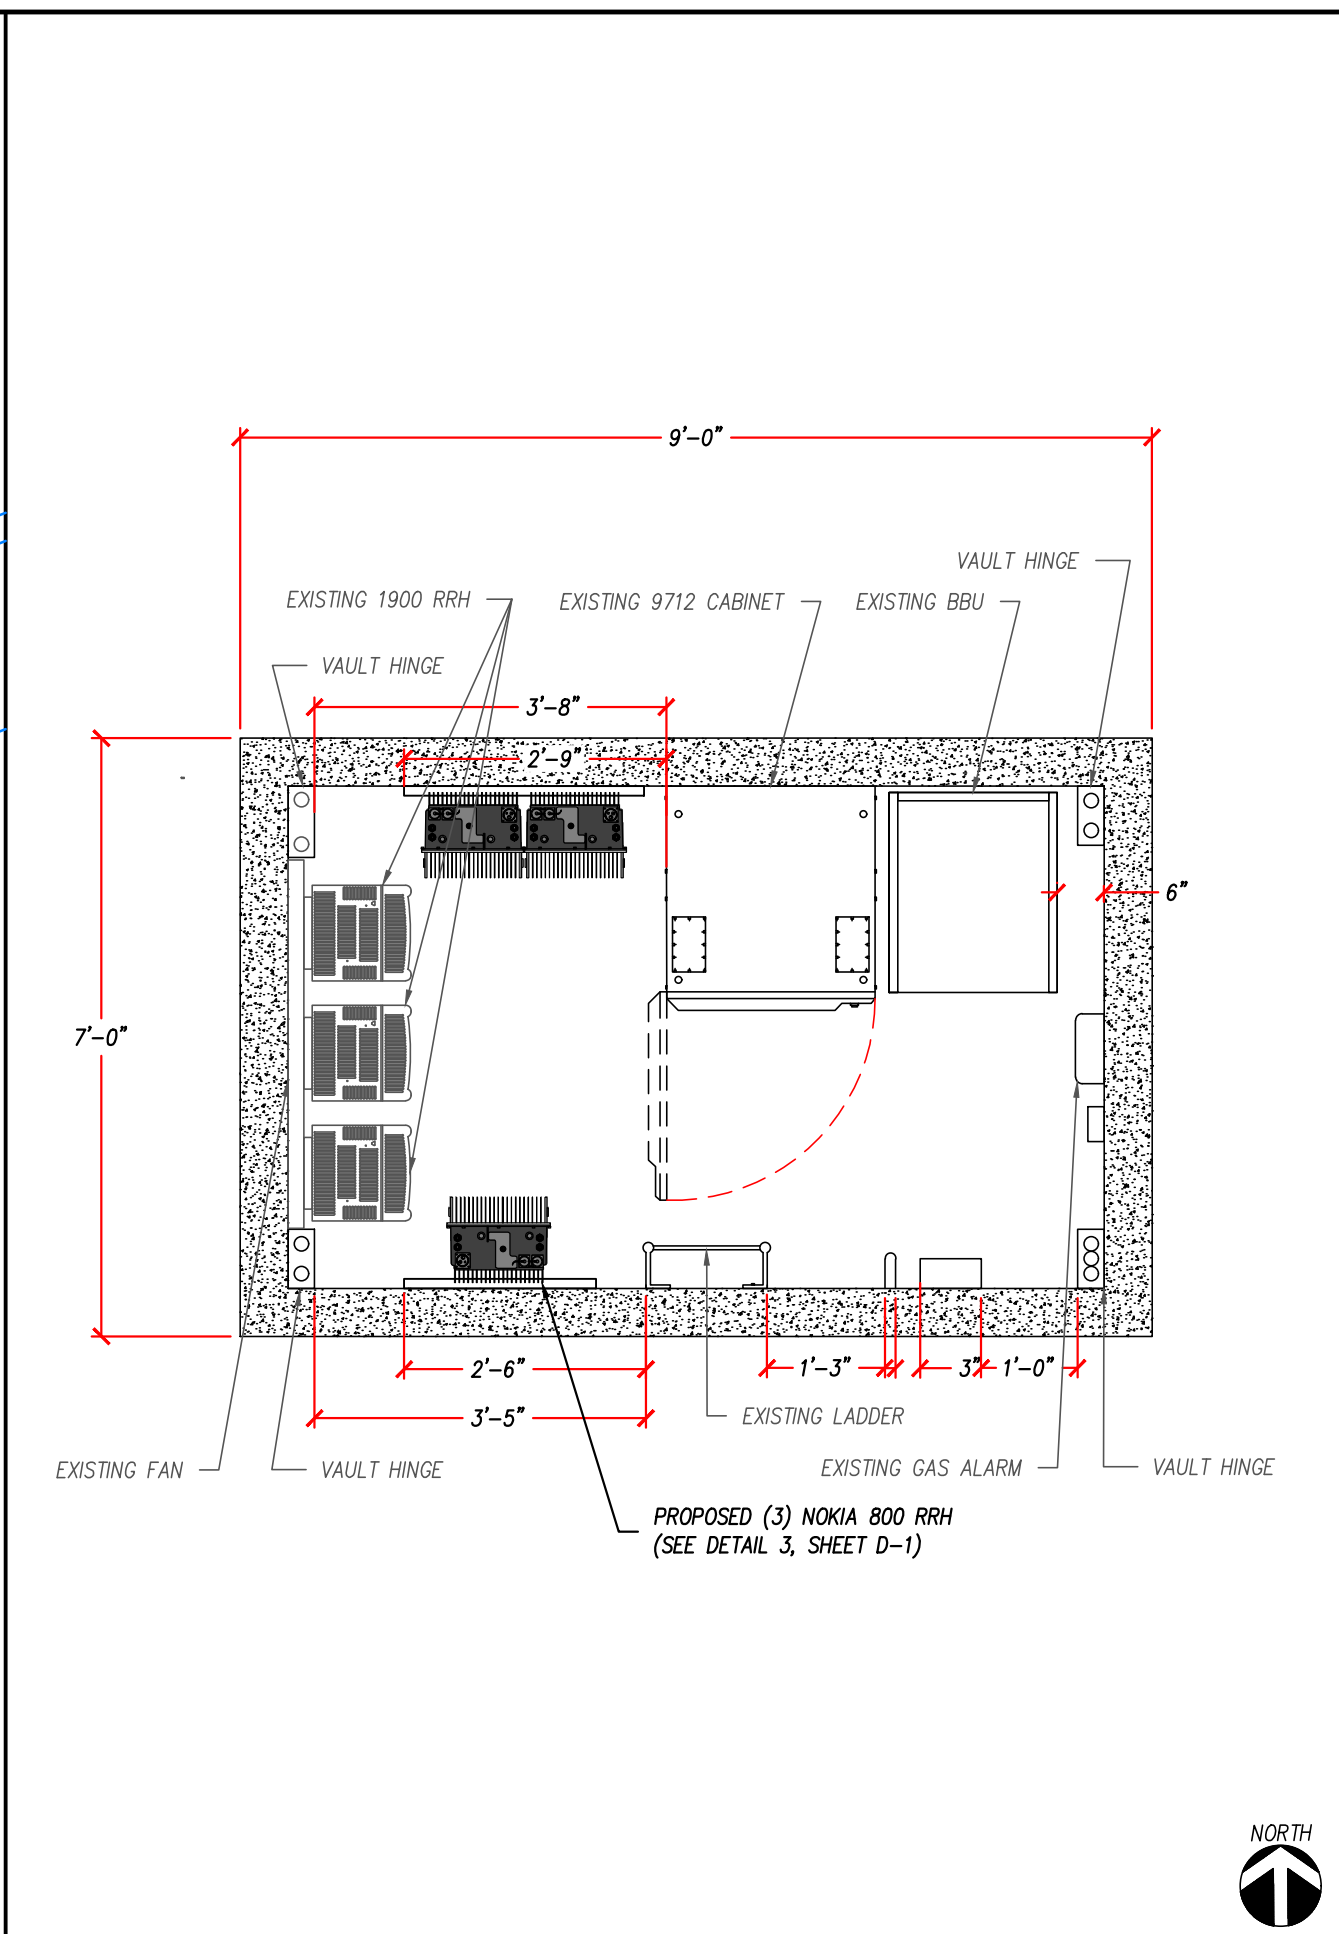 9'-0"
VAULT HINGE
EXISTING 1900 RRH
EXISTING 9712 CABINET
EXISTING BBU
VAULT HINGE
3'-8"
2'-9"
6"
7'-0"
2'-6"
1'-3"
3"
1'-0"
3'-5"
EXISTING LADDER
EXISTING FAN
VAULT HINGE
EXISTING GAS ALARM
VAULT HINGE
PROPOSED (3) NOKIA 800 RRH
(SEE DETAIL 3, SHEET D-1)
NORTH